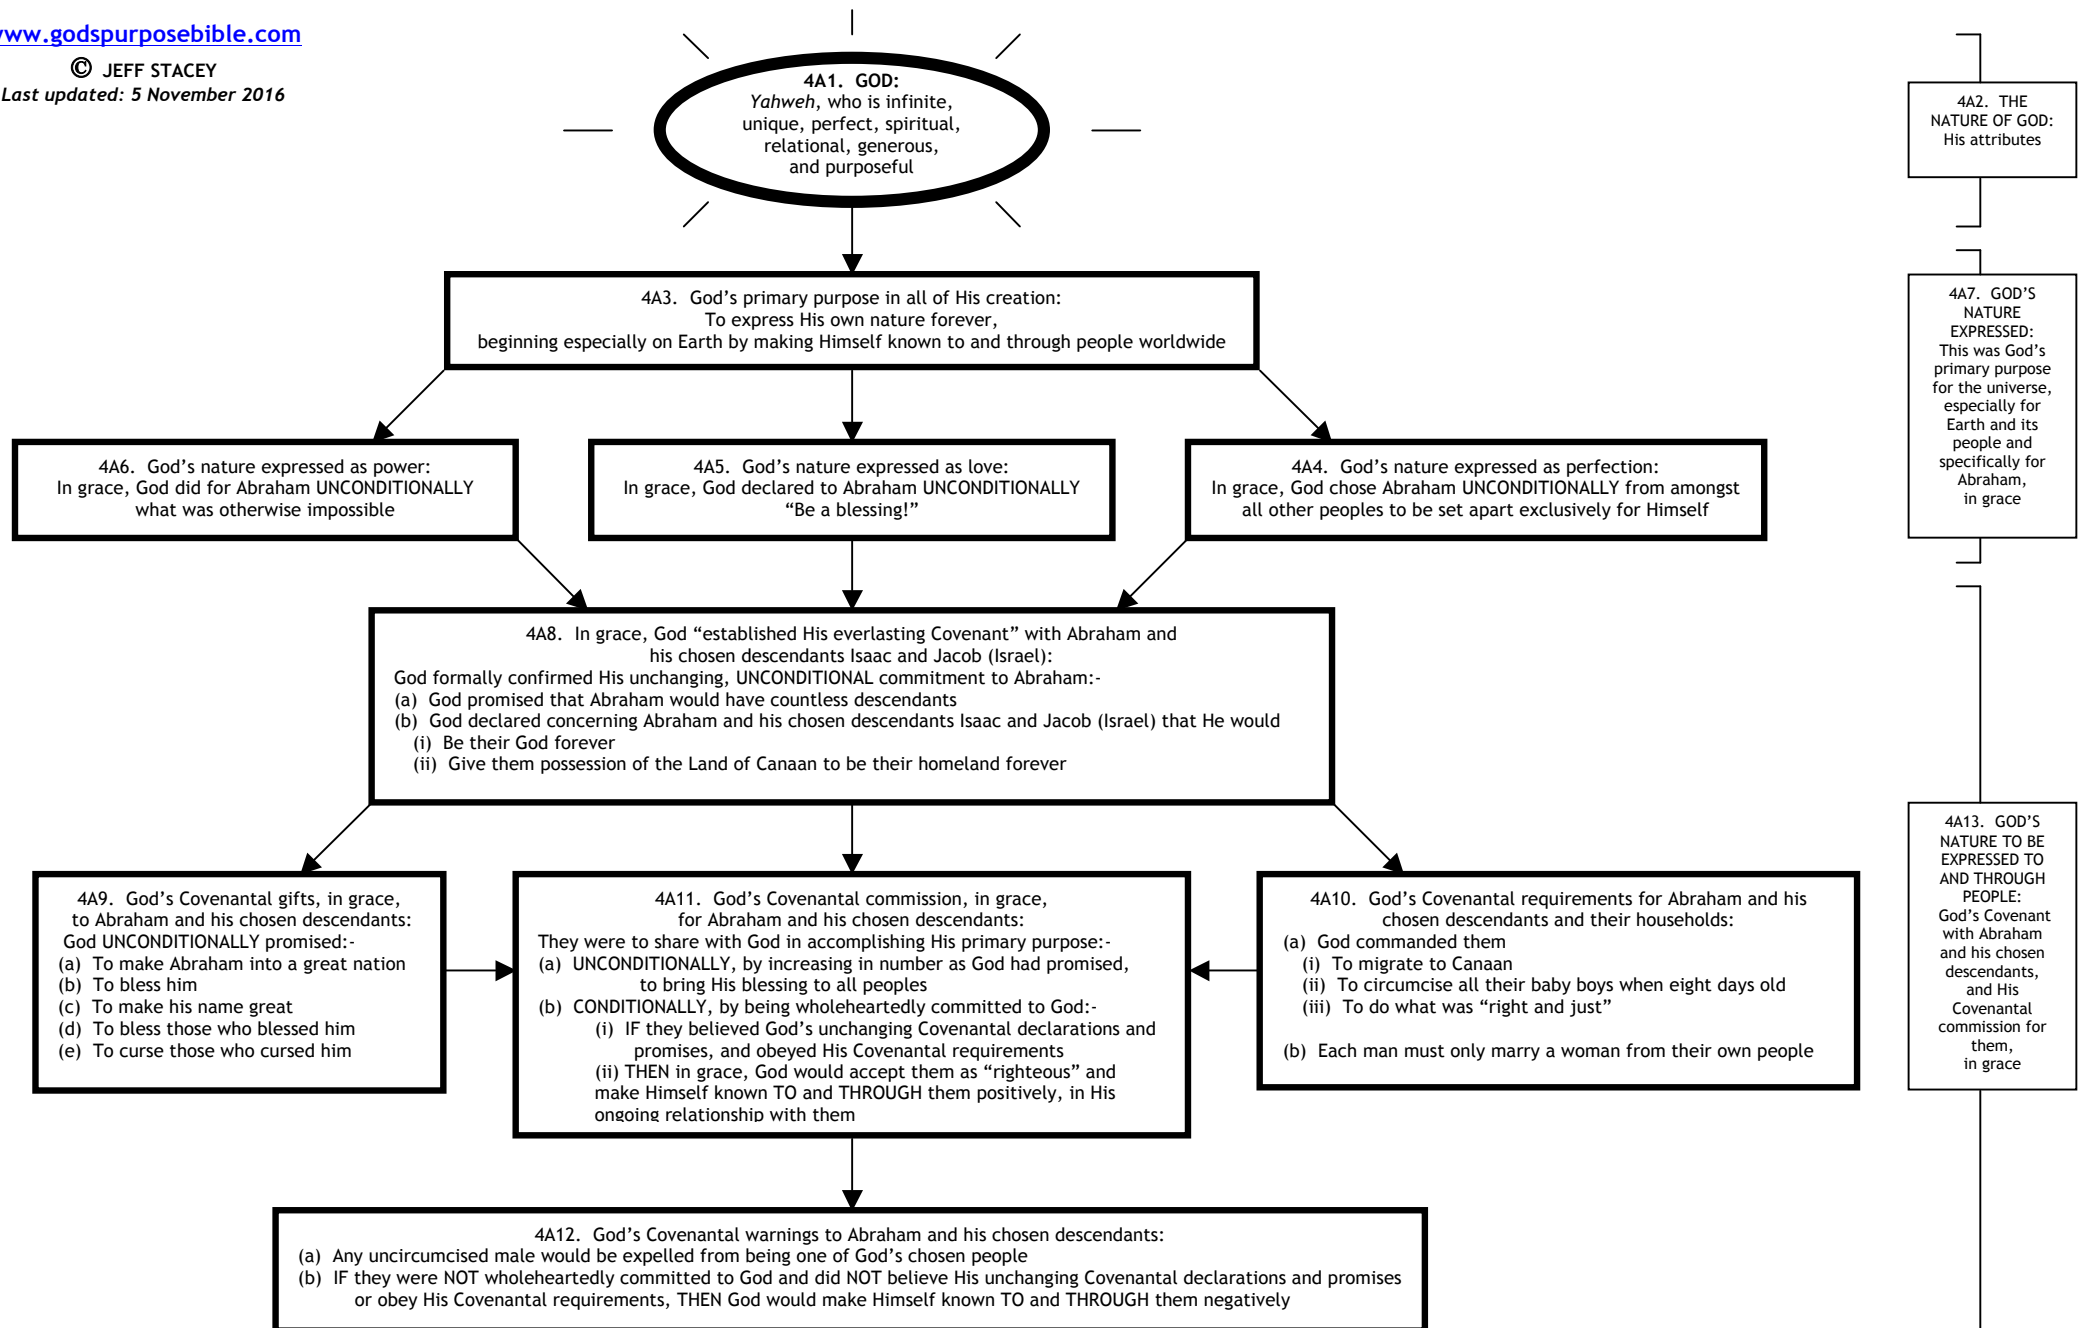 www.godspurposebible.com
© JEFF STACEY
Last updated: 5 November 2016
4A1. GOD:
Yahweh, who is infinite,
unique, perfect, spiritual,
relational, generous,
and purposeful
4A2. THE
NATURE OF GOD:
His attributes
4A3. God’s primary purpose in all of His creation:
To express His own nature forever,
beginning especially on Earth by making Himself known to and through people worldwide
4A6. God’s nature expressed as power:
In grace, God did for Abraham UNCONDITIONALLY
what was otherwise impossible
4A5. God’s nature expressed as love:
In grace, God declared to Abraham UNCONDITIONALLY
“Be a blessing!”
4A4. God’s nature expressed as perfection:
In grace, God chose Abraham UNCONDITIONALLY from amongst
all other peoples to be set apart exclusively for Himself
4A7. GOD’S
NATURE
EXPRESSED:
This was God’s
primary purpose
for the universe,
especially for
Earth and its
people and
specifically for
Abraham,
in grace
4A8. In grace, God “established His everlasting Covenant” with Abraham and
his chosen descendants Isaac and Jacob (Israel):
God formally confirmed His unchanging, UNCONDITIONAL commitment to Abraham:-
(a) God promised that Abraham would have countless descendants
(b) God declared concerning Abraham and his chosen descendants Isaac and Jacob (Israel) that He would
(i) Be their God forever
(ii) Give them possession of the Land of Canaan to be their homeland forever
4A9. God’s Covenantal gifts, in grace,
to Abraham and his chosen descendants:
God UNCONDITIONALLY promised:-
(a) To make Abraham into a great nation
(b) To bless him
(c) To make his name great
(d) To bless those who blessed him
(e) To curse those who cursed him
4A11. God’s Covenantal commission, in grace,
for Abraham and his chosen descendants:
They were to share with God in accomplishing His primary purpose:-
(a) UNCONDITIONALLY, by increasing in number as God had promised,
to bring His blessing to all peoples
(b) CONDITIONALLY, by being wholeheartedly committed to God:-
(i) IF they believed God’s unchanging Covenantal declarations and
promises, and obeyed His Covenantal requirements
(ii) THEN in grace, God would accept them as “righteous” and
make Himself known TO and THROUGH them positively, in His
ongoing relationship with them
4A10. God’s Covenantal requirements for Abraham and his
chosen descendants and their households:
(a) God commanded them
(i) To migrate to Canaan
(ii) To circumcise all their baby boys when eight days old
(iii) To do what was “right and just”
(b) Each man must only marry a woman from their own people
4A13. GOD’S
NATURE TO BE
EXPRESSED TO
AND THROUGH
PEOPLE:
God’s Covenant
with Abraham
and his chosen
descendants,
and His
Covenantal
commission for
them,
in grace
4A12. God’s Covenantal warnings to Abraham and his chosen descendants:
(a) Any uncircumcised male would be expelled from being one of God’s chosen people
(b) IF they were NOT wholeheartedly committed to God and did NOT believe His unchanging Covenantal declarations and promises
or obey His Covenantal requirements, THEN God would make Himself known TO and THROUGH them negatively